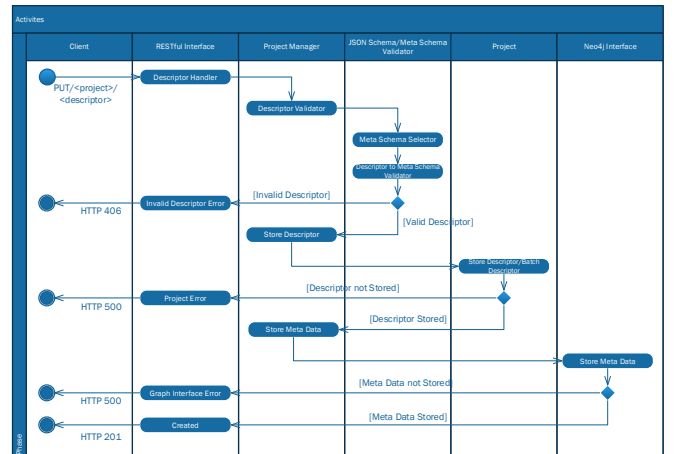 Activites
Client
RESTful Interface
Project Manager
JSON Schema/Meta Schema
Validator
Project
Neo4j Interface
Descriptor Handler
PUT/<project>/
<descriptor>
Descriptor Validator
Meta Schema Selector
Descriptor to Meta Schema
Validator
[Invalid Descriptor]
Invalid Descriptor Error
HTTP 406
[Valid Descriptor]
Store Descriptor
Store Descriptor/Batch
Descriptor
[Descriptor not Stored]
Project Error
HTTP 500
[Descriptor Stored]
Store Meta Data
Store Meta Data
[Meta Data not Stored]
Graph Interface Error
HTTP 500
[Meta Data Stored]
Created
HTTP 201
Phase